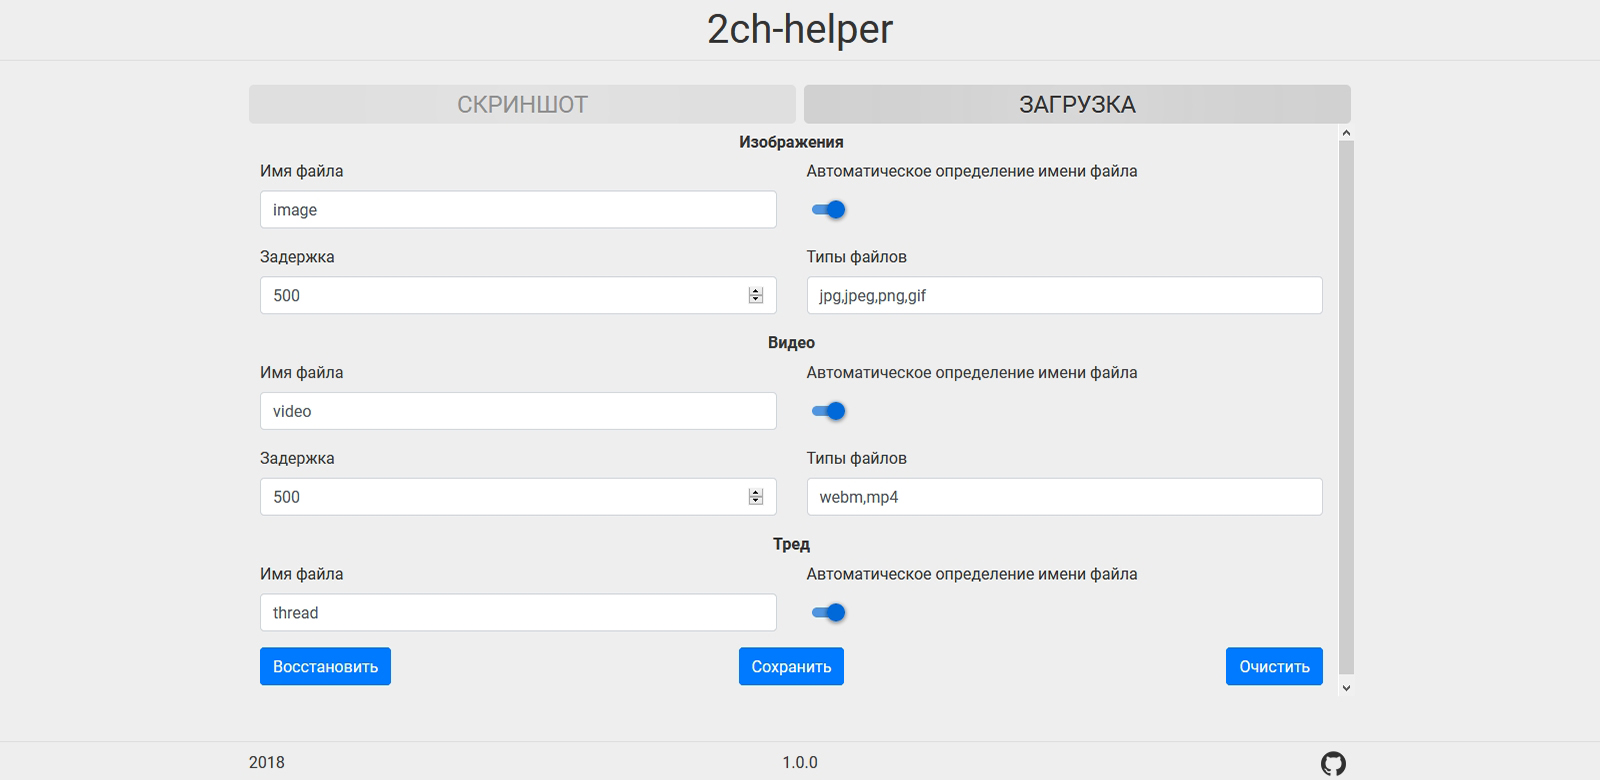 2ch-helper
СКРИНШОТ
ЗАГРУЗКА
Изображения
Имя файла
Автоматическое определение имени файла
image
Задержка
Типы файлов
500
jpg,jpeg,png,gif
Видео
Имя файла
Автоматическое определение имени файла
video
Задержка
Типы файлов
500
webm,mp4
Тред
Имя файла
Автоматическое определение имени файла
thread
Восстановить
Сохранить
Очистить
2018
1.0.0